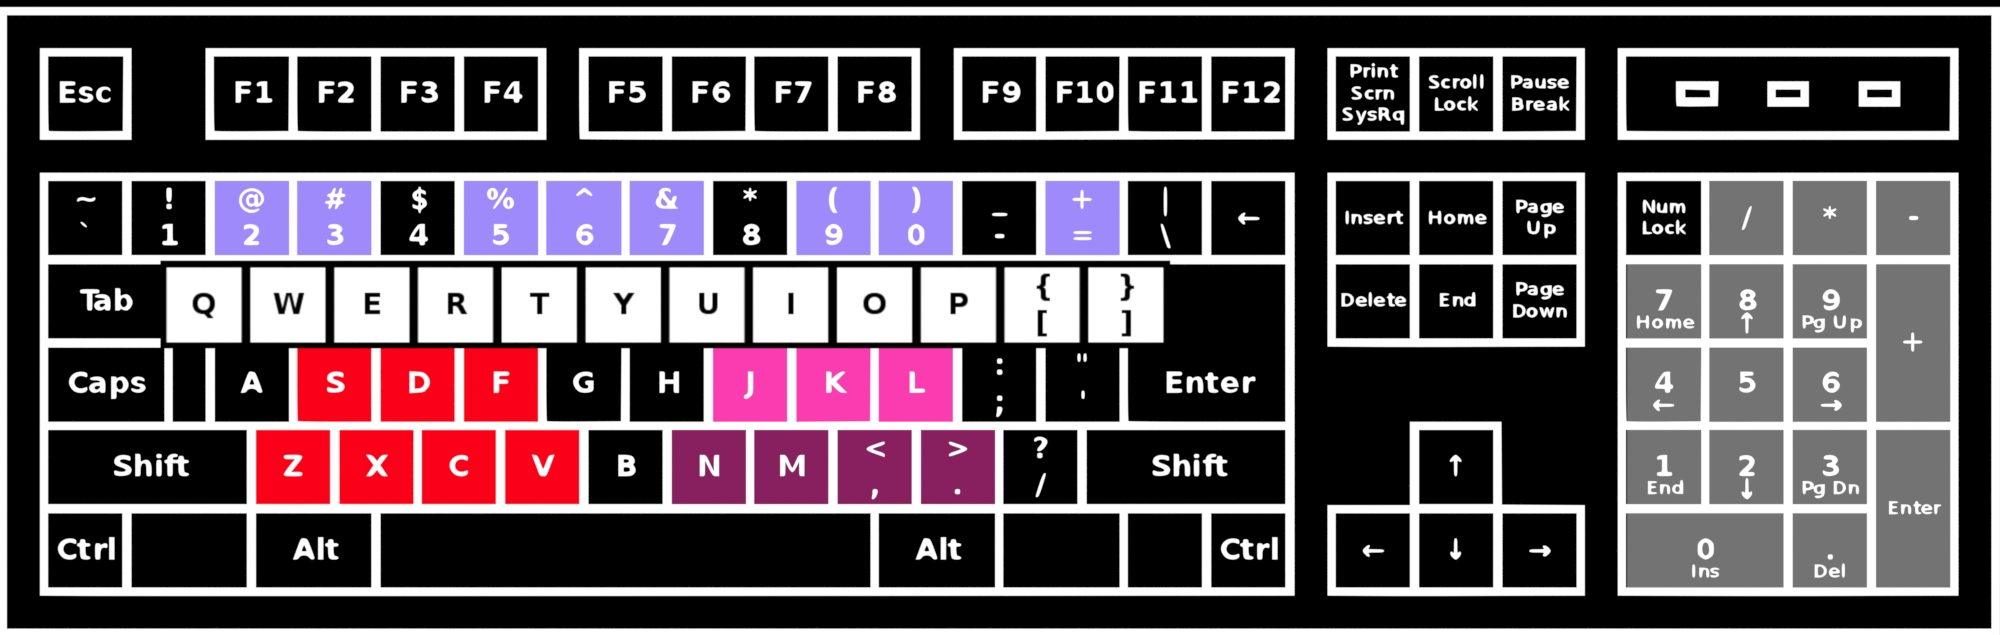 Esc F1 F2 F3 F4 F5 F6 F7 F8 F9 F10 F11 F12
Print
Scrn
SysRq
Scroll
Lock
Pause
Break
~ ! @ # $ % ^ & * ( ) _ + |
` 1 2 3 4 5 6 7 8 9 0 - = \ ←
Insert Home Page
Up
Num
Lock
/ * -
Tab Q W E R T Y U I O P { }
[ ]
Delete End Page
Down
7 8 9
Home ↑ Pg Up
+
Caps A S D F G H J K L : "
; '
Enter
4 5 6
← →
Shift Z X C V B N M < > ?
, . /
Shift
↑
1 2 3
End ↓ Pg Dn
Enter
Ctrl Alt Alt Ctrl
← ↓ →
0 .
Ins Del